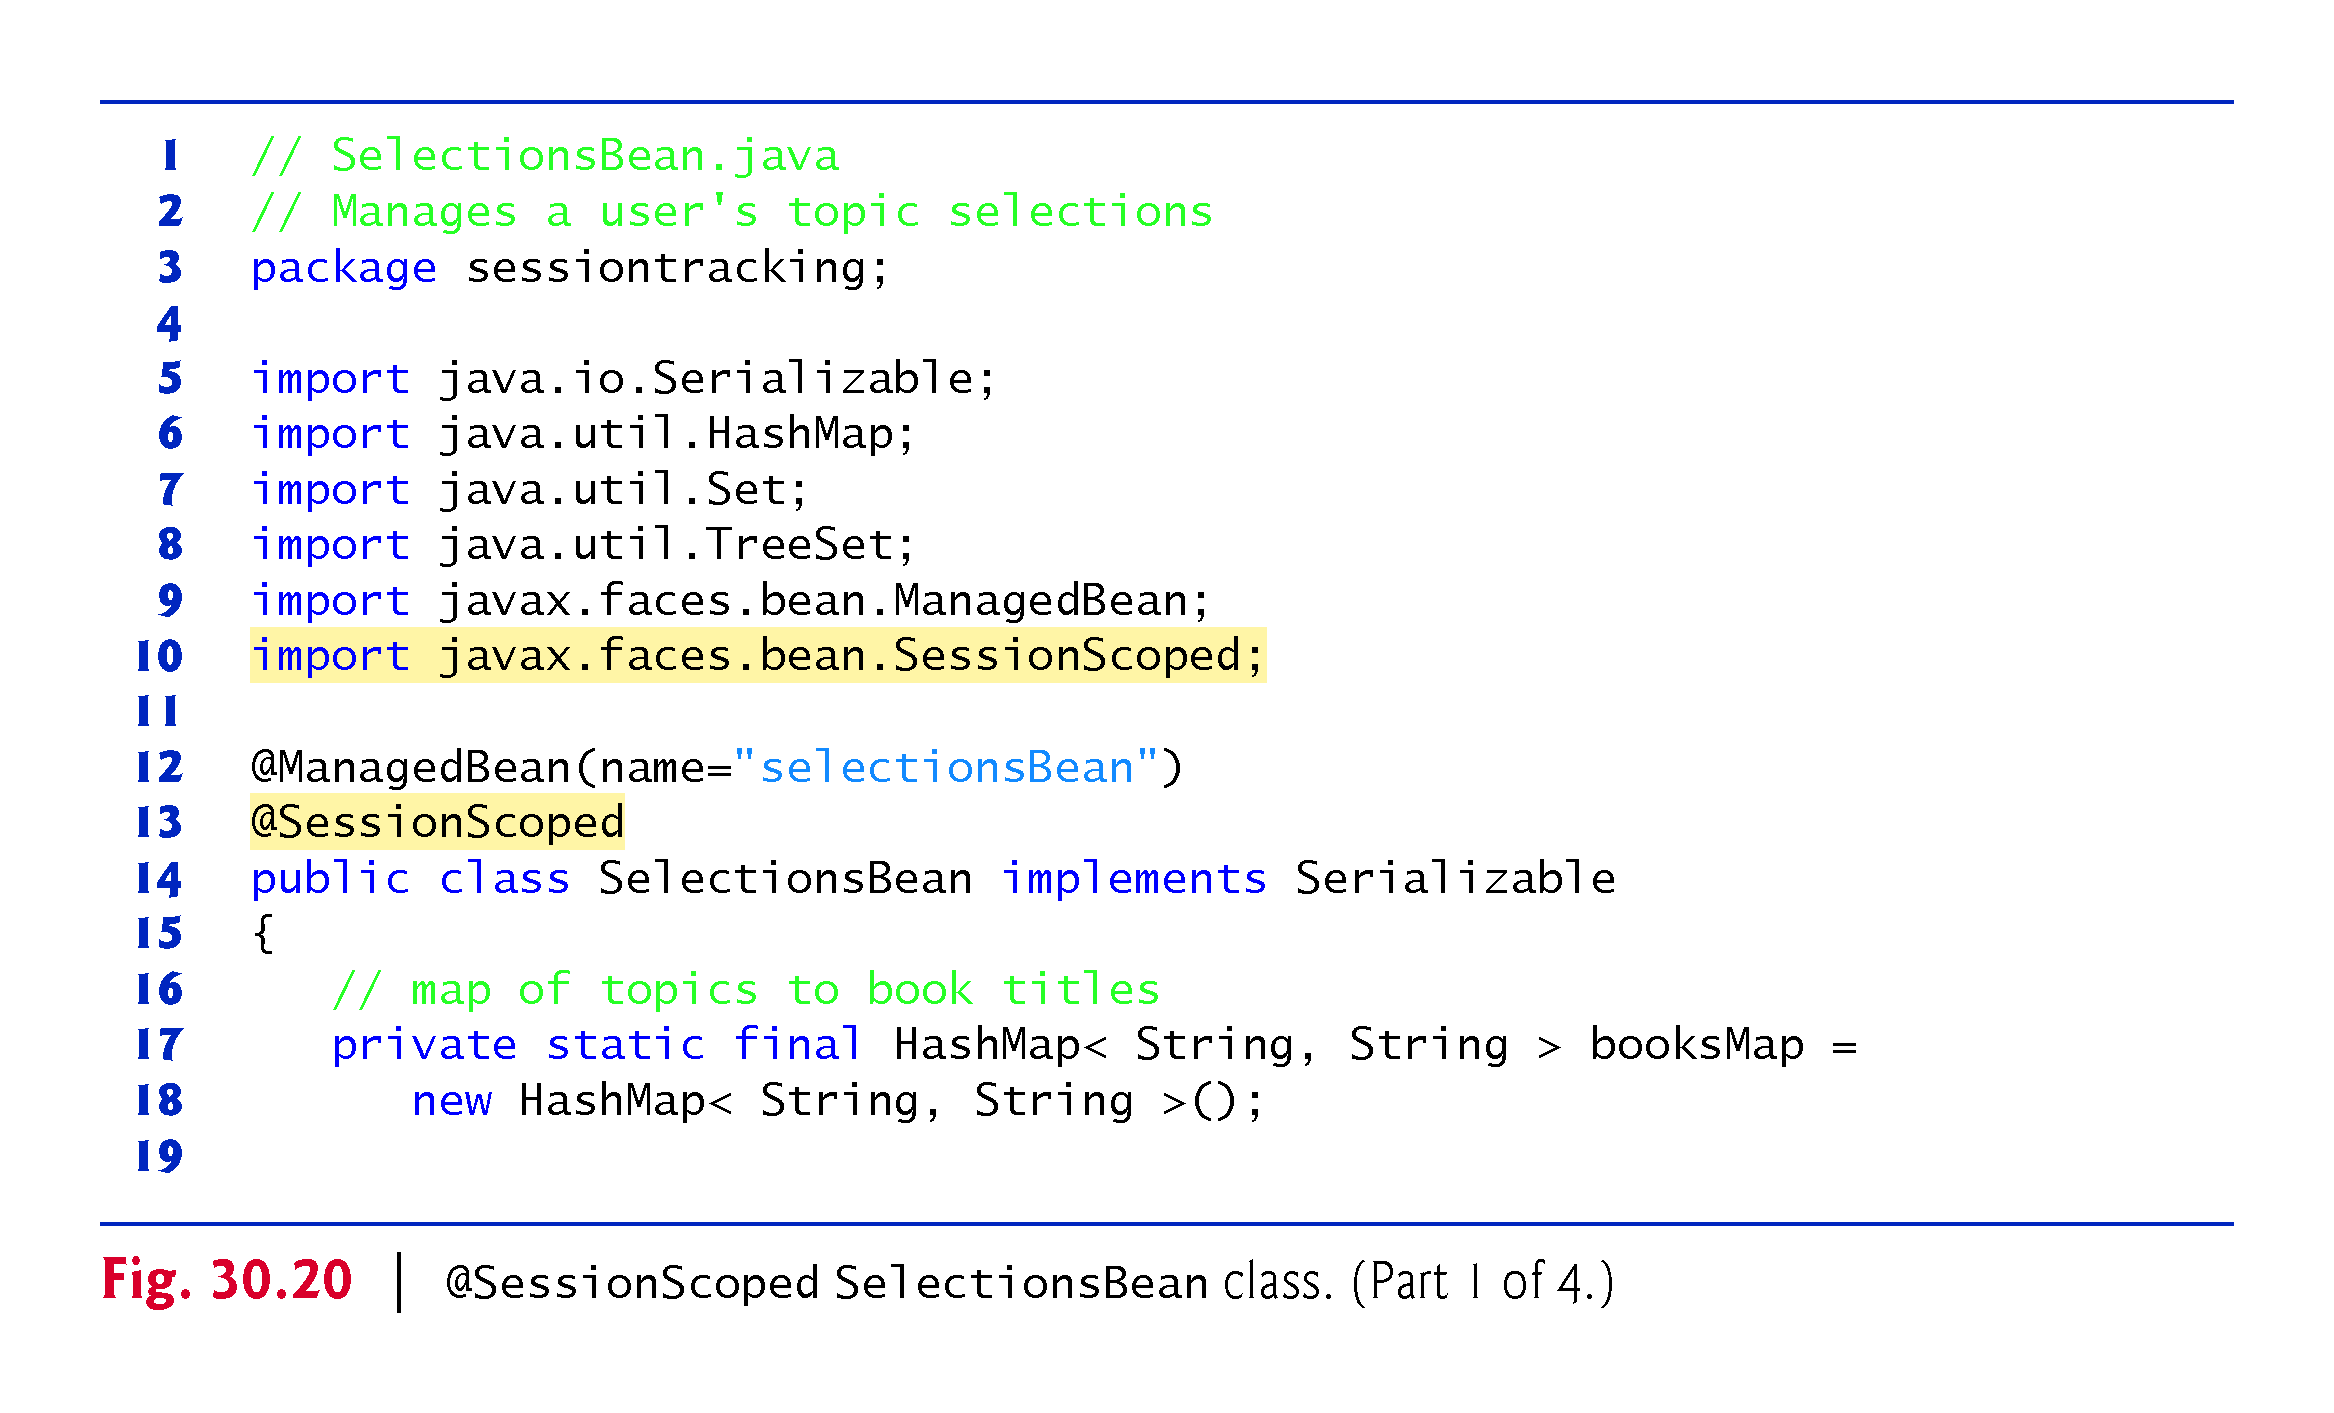 1 // SelectionsBean.java
2 // Manages a user's topic selections
3 package sessiontracking;
4
5 import java.io.Serializable;
6 import java.util.HashMap;
7 import java.util.Set;
8 import java.util.TreeSet;
9 import javax.faces.bean.ManagedBean;
10 import javax.faces.bean.SessionScoped;
11
12 @ManagedBean(name="selectionsBean")
13 @SessionScoped
14 public class SelectionsBean implements Serializable
15 {
16    // map of topics to book titles
17    private static final HashMap< String, String > booksMap =
18       new HashMap< String, String >();
19
Fig. 30.20 | @SessionScoped SelectionsBean class. (Part 1 of 4.)